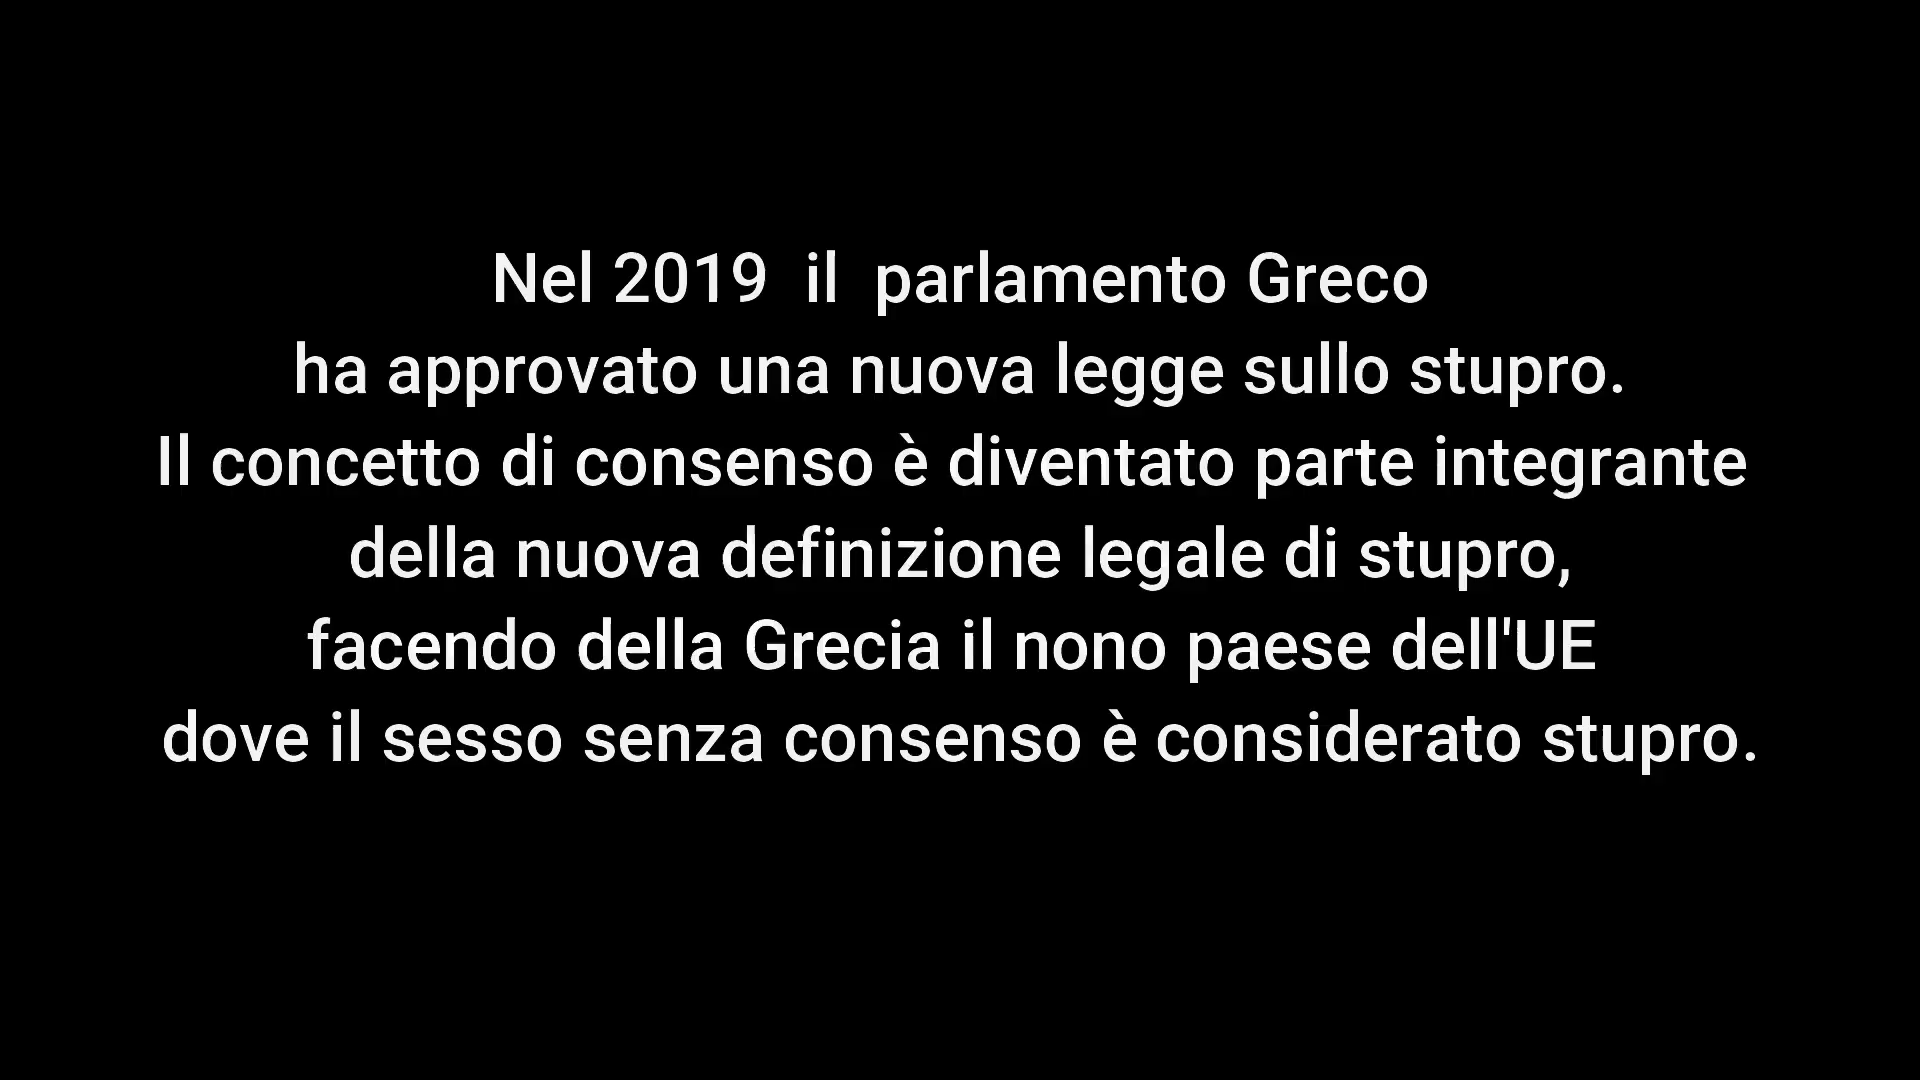 Nel 2019  il  parlamento Greco
ha approvato una nuova legge sullo stupro.
Il concetto di consenso è diventato parte integrante
della nuova definizione legale di stupro,
facendo della Grecia il nono paese dell'UE
dove il sesso senza consenso è considerato stupro.